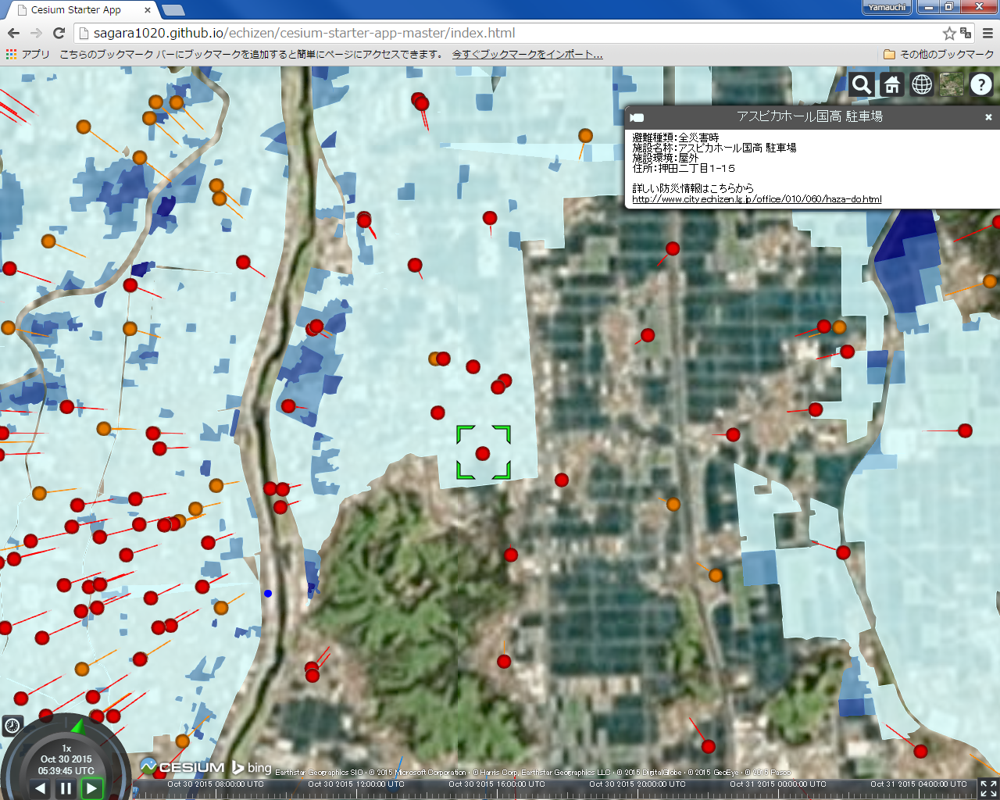 Cesium Starter App
Yamauchi
sagara1020.github.io/echizen/cesium-starter-app-master/index.html
アプリ
こちらのブックマーク バーにブックマークを追加すると簡単にページにアクセスできます。
今すぐブックマークをインポート...
その他のブックマーク
アスピカホール国高 駐車場
避難種類：全災害時
施設名称：アスピカホール国高 駐車場
施設環境：屋外
住所：押田二丁目1-15
詳しい防災情報はこちらから
http://www.city.echizen.lg.jp/office/010/060/haza-do.html
1x
Oct 30 2015
05:39:45 UTC
CESIUM
bing
Earthstar Geographics SIO • © 2015 Microsoft Corporation • © Harris Corp, Earthstar Geographics LLC • © 2015 DigitalGlobe • © 2015 GeoEye • © 2015 Pasco
Oct 30 2015 08:00:00 UTC
Oct 30 2015 12:00:00 UTC
Oct 30 2015 16:00:00 UTC
Oct 30 2015 20:00:00 UTC
Oct 31 2015 00:00:00 UTC
Oct 31 2015 04:00:00 UTC